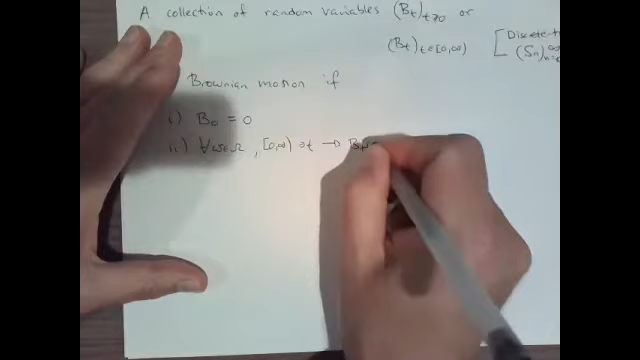 A collection of random variables (Bt)t≥0 or
(Bt)t∈[0,∞) [Discrete t
(Sn)∞n=
Brownian motion if
i) B0 = 0
ii) ∀ω∈Ω, [0,∞) ∋ t → Bt